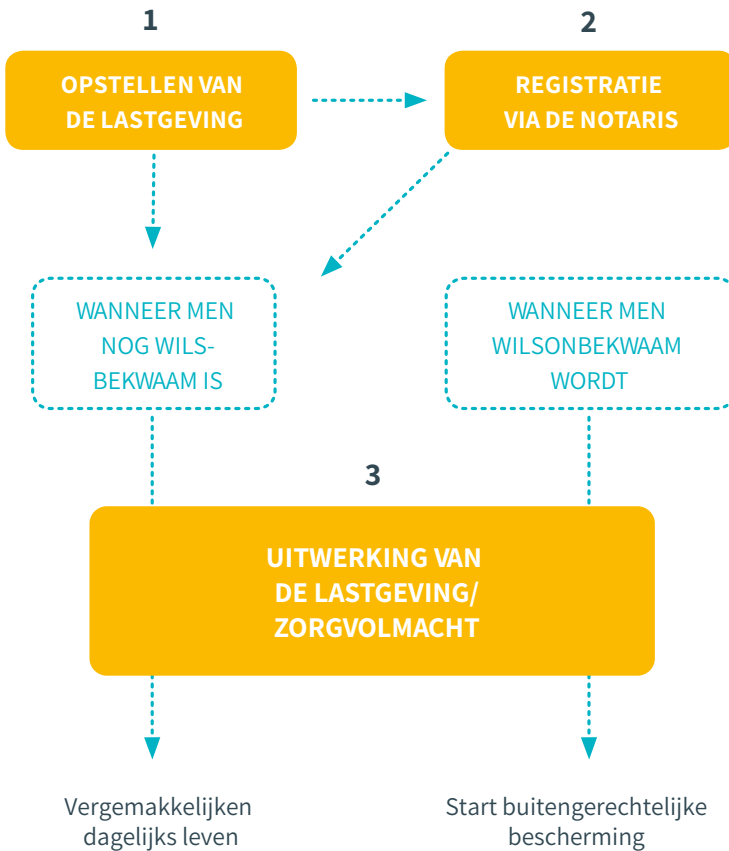 1
OPSTELLEN VAN
DE LASTGEVING
2
REGISTRATIE
VIA DE NOTARIS
WANNEER MEN
NOG WILS-
BEKWAAM IS
WANNEER MEN
WILSONBEKWAAM
WORDT
3
UITWERKING VAN
DE LASTGEVING/
ZORGVOLMACHT
Vergemakkelijken
dagelijks leven
Start buitengerechtelijke
bescherming